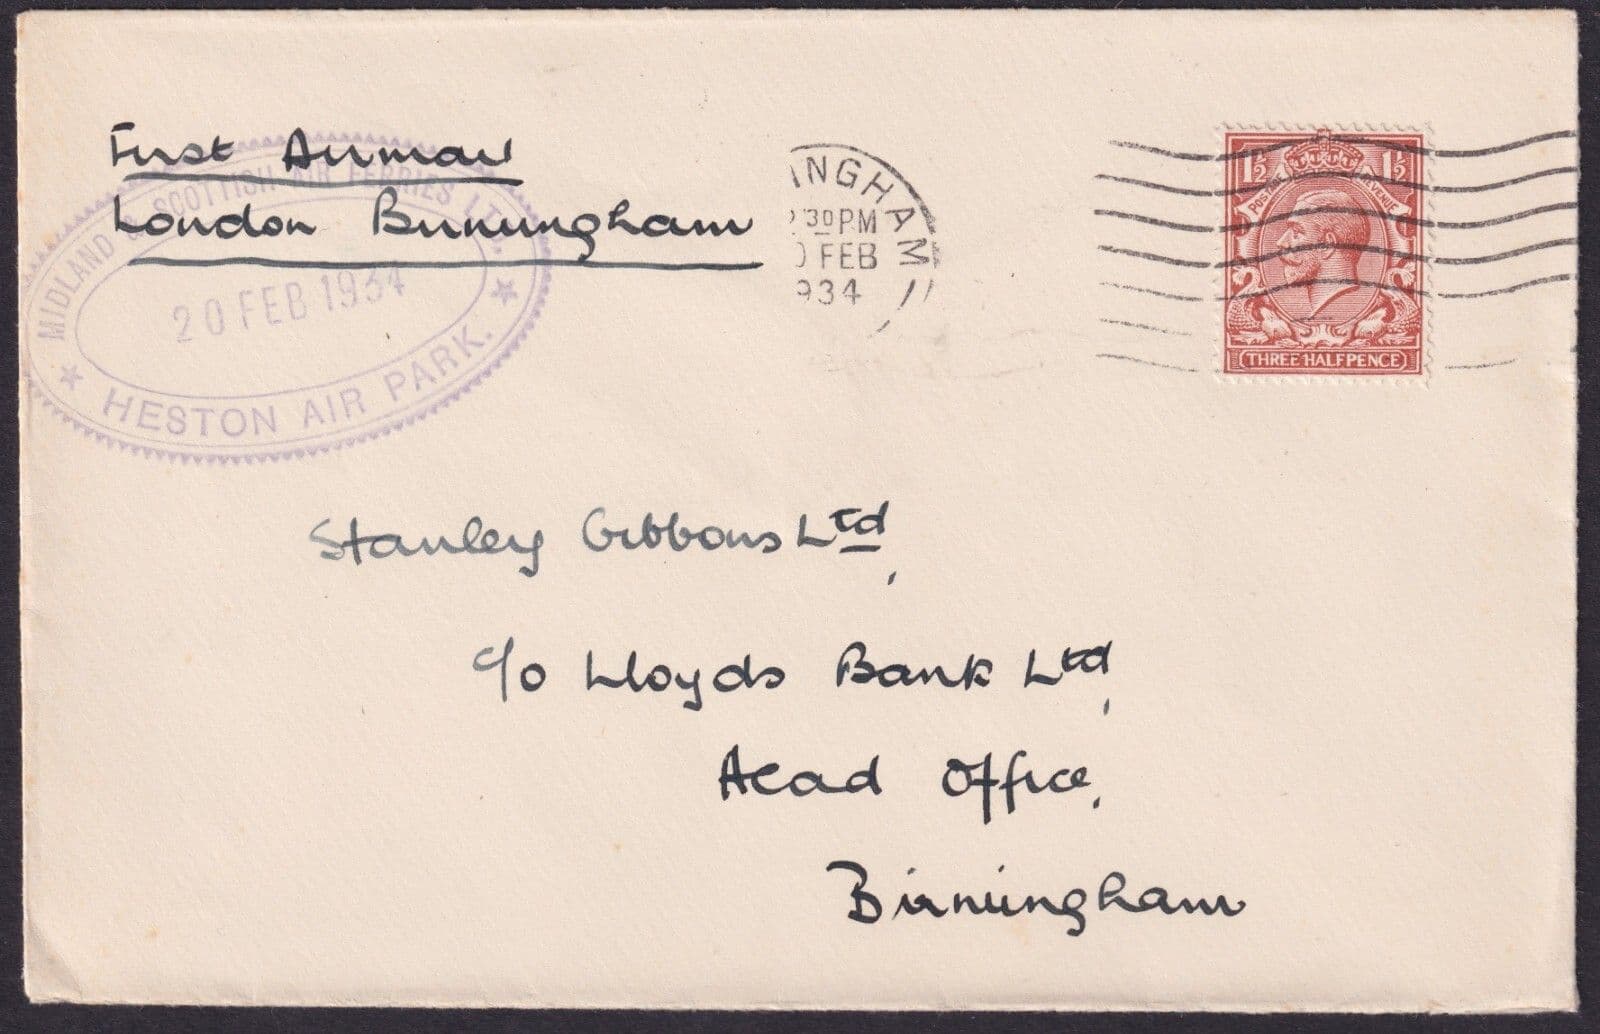 First Airmail
London Birmingham
MIDLAND & SCOTTISH AIR FERRIES LTD.
20 FEB 1934
★ HESTON AIR PARK. ★
INGHAM
30 PM
0 FEB
934
1½ 1½
POSTAGE REVENUE
THREE HALFPENCE
Stanley Gibbons Ltd,
c/o Lloyds Bank Ltd,
Head Office,
Birmingham